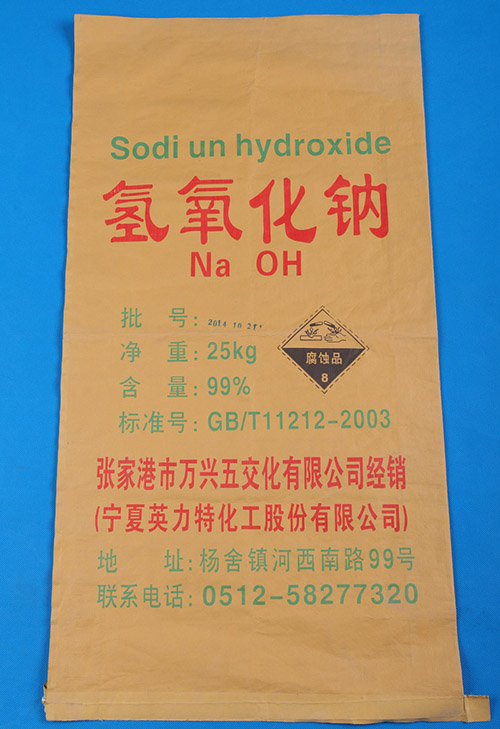 Sodi un hydroxide
氢氧化钠
Na OH
批 号: 2014 10 21
净 重: 25kg
腐蚀品
含 量: 99%
8
标准号: GB/T11212-2003
张家港市万兴五交化有限公司经销
(宁夏英力特化工股份有限公司)
地 址: 杨舍镇河西南路99号
联系电话: 0512-58277320